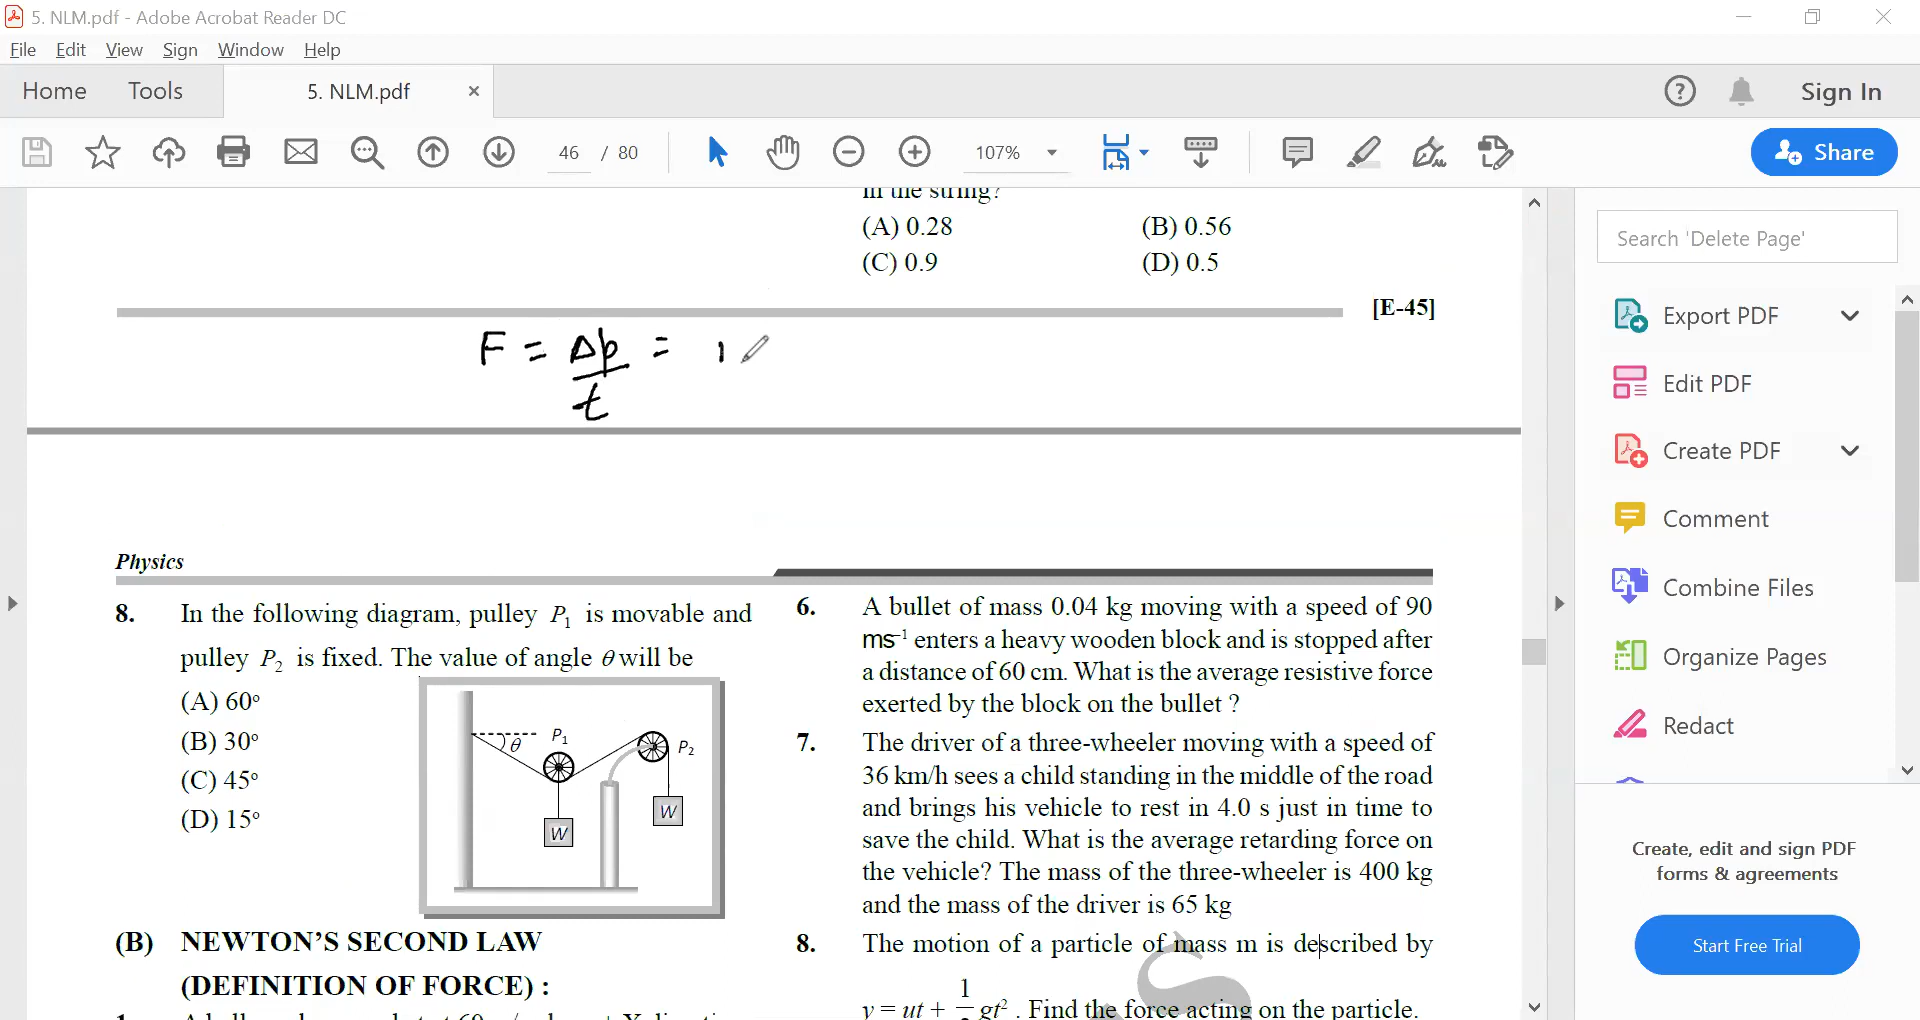 5. NLM.pdf - Adobe Acrobat Reader DC
File Edit View Sign Window Help
Home Tools 5. NLM.pdf × Sign In
46 / 80 107% Share
in the string?
(A) 0.28 (B) 0.56
(C) 0.9 (D) 0.5
[E-45]
F = Δp/t =
Physics
8. In the following diagram, pulley P₁ is movable and
pulley P₂ is fixed. The value of angle θ will be
(A) 60°
(B) 30°
(C) 45°
(D) 15°
θ P₁ P₂
W W
(B) NEWTON'S SECOND LAW
(DEFINITION OF FORCE) :
6. A bullet of mass 0.04 kg moving with a speed of 90
ms⁻¹ enters a heavy wooden block and is stopped after
a distance of 60 cm. What is the average resistive force
exerted by the block on the bullet ?
7. The driver of a three-wheeler moving with a speed of
36 km/h sees a child standing in the middle of the road
and brings his vehicle to rest in 4.0 s just in time to
save the child. What is the average retarding force on
the vehicle? The mass of the three-wheeler is 400 kg
and the mass of the driver is 65 kg
8. The motion of a particle of mass m is described by
y = ut + 1 gt² . Find the force acting on the particle.
Search 'Delete Page'
Export PDF
Edit PDF
Create PDF
Comment
Combine Files
Organize Pages
Redact
Create, edit and sign PDF
forms & agreements
Start Free Trial